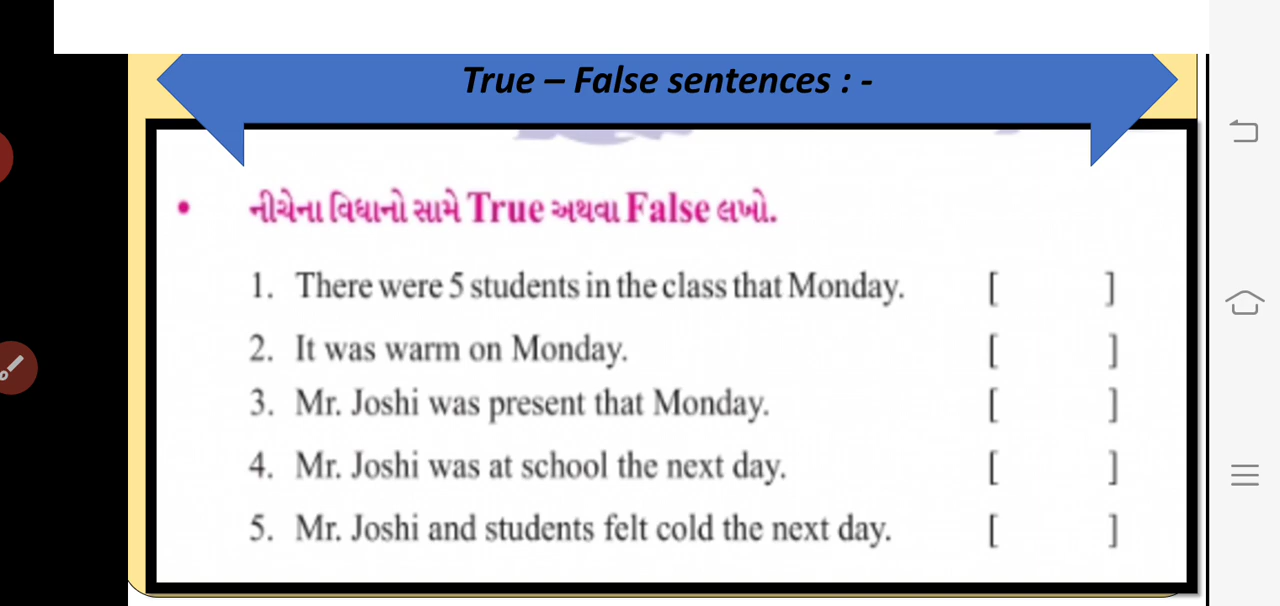 True – False sentences : -
• નીચેના વિધાનો સામે True અથવા False લખો.
1. There were 5 students in the class that Monday. [ ]
2. It was warm on Monday. [ ]
3. Mr. Joshi was present that Monday. [ ]
4. Mr. Joshi was at school the next day. [ ]
5. Mr. Joshi and students felt cold the next day. [ ]